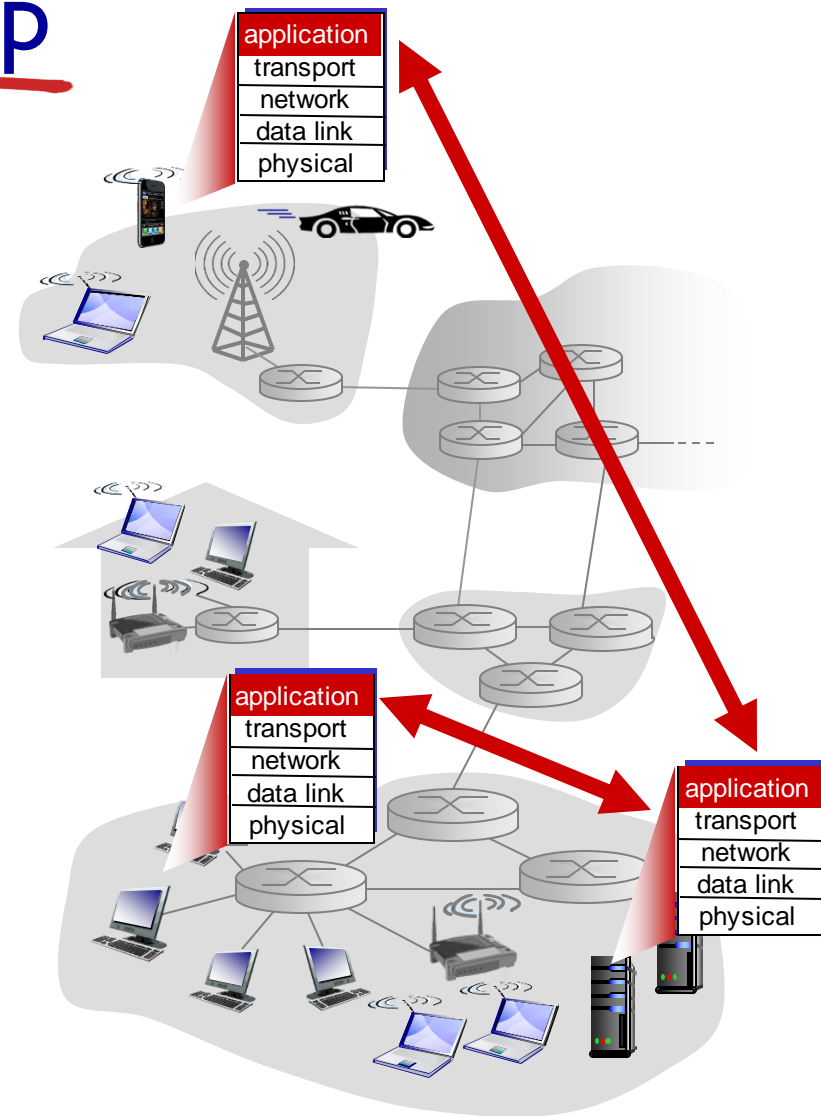 p
application
transport
network
data link
physical
application
transport
network
data link
physical
application
transport
network
data link
physical